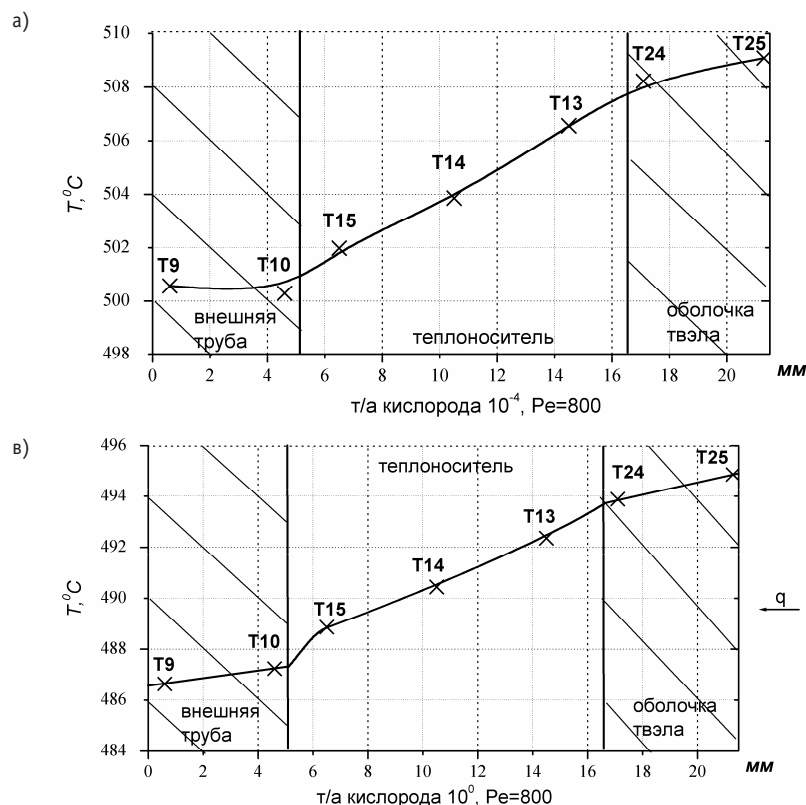 а)
510
508
506
504
502
500
498
T,⁰C
T9
T10
T15
T14
T13
T24
T25
внешняя
труба
теплоноситель
оболочка
твэла
0 2 4 6 8 10 12 14 16 18 20
мм
т/а кислорода 10⁻⁴, Pe=800
в)
496
494
492
490
488
486
484
T,⁰C
теплоноситель
T9
T10
T15
T14
T13
T24
T25
q
внешняя
труба
оболочка
твэла
0 2 4 6 8 10 12 14 16 18 20
мм
т/а кислорода 10⁰, Pe=800